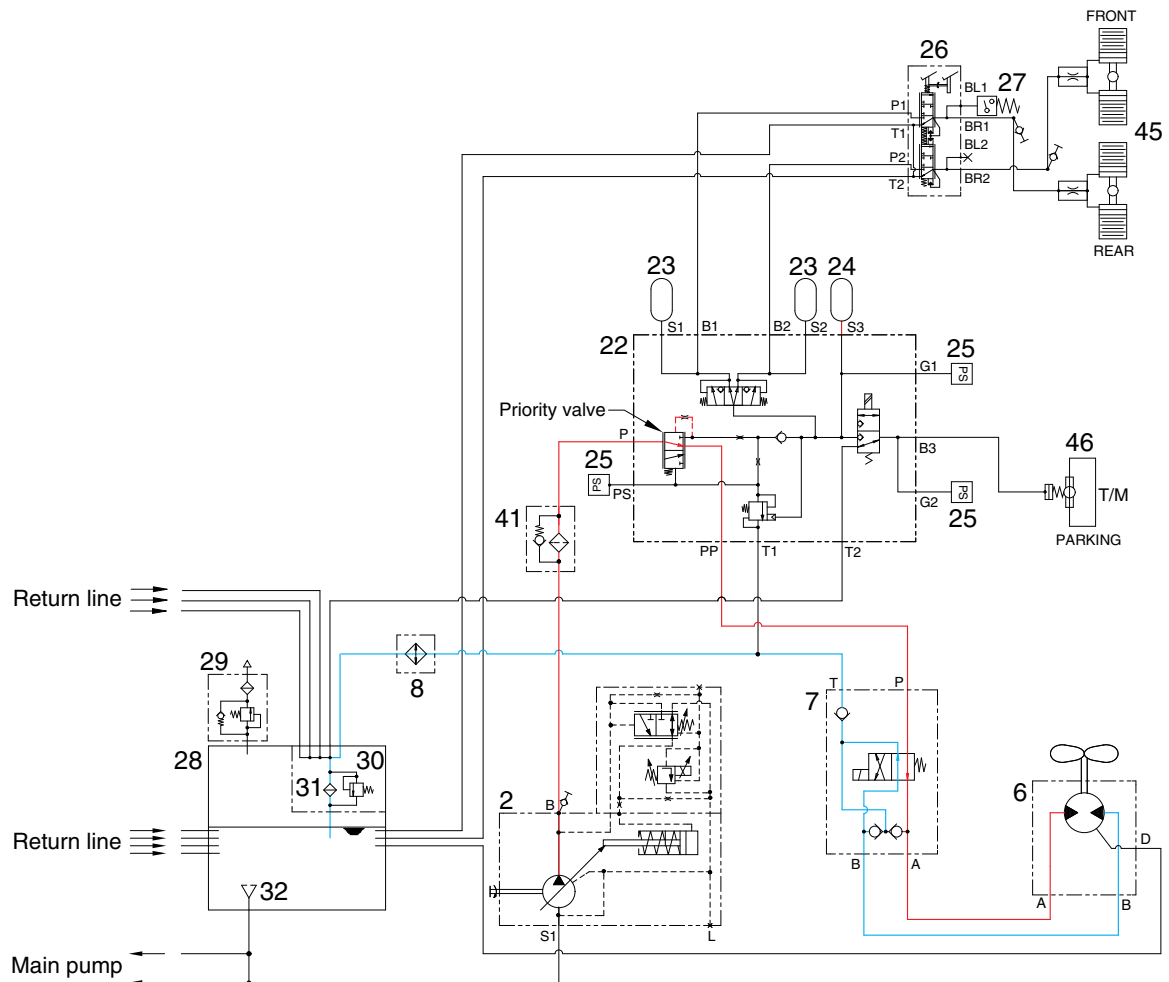 FRONT
26
BL1
27
P1
T1
BR1
BL2
P2
T2
BR2
45
REAR
23
23
24
S1
B1
B2
S2
S3
22
25
G1
PS
Priority valve
P
B3
25
PS
PS
46
T/M
G2
PS
25
PARKING
41
PP
T1
T2
Return line
8
29
T
P
7
28
30
31
2
B
6
D
Return line
B
A
A
B
32
S1
L
Main pump